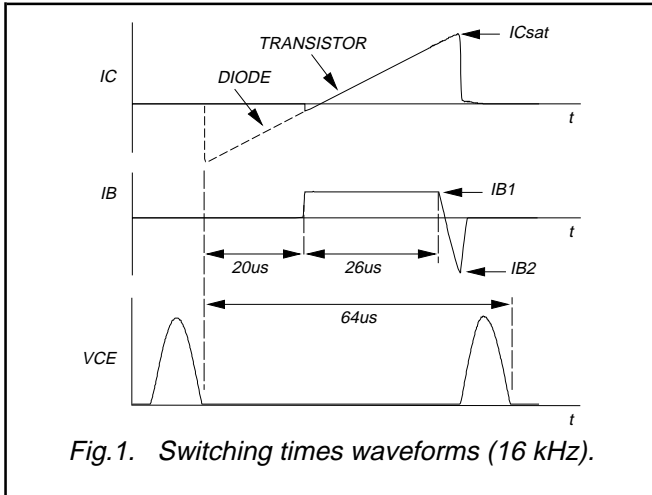 ICsat
TRANSISTOR
IC
DIODE
t
IB
IB1
t
20us
26us
IB2
64us
VCE
t
Fig.1. Switching times waveforms (16 kHz).